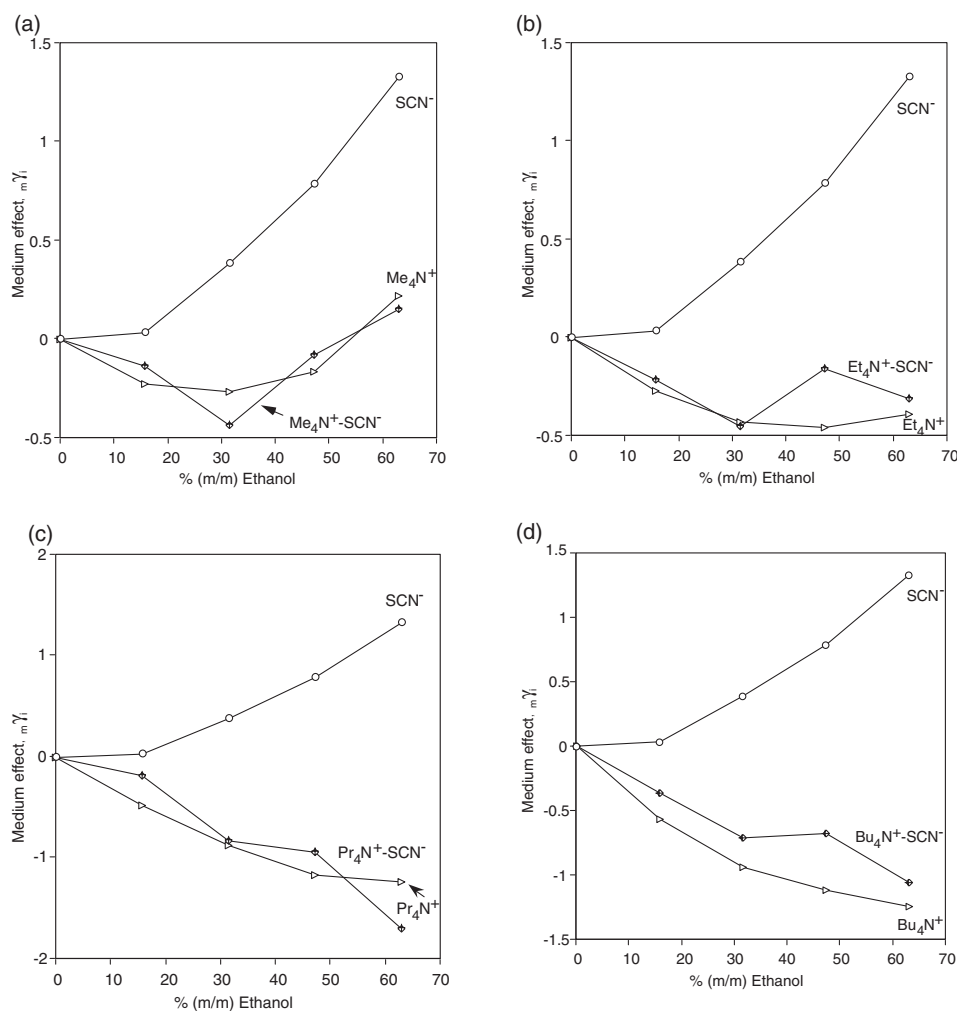 (a)
1.5
1
0.5
0
-0.5
Medium effect, mγi
SCN-
Me4N+
Me4N+-SCN-
0 10 20 30 40 50 60 70
% (m/m) Ethanol
(b)
1.5
1
0.5
0
-0.5
Medium effect, mγi
SCN-
Et4N+-SCN-
Et4N+
0 10 20 30 40 50 60 70
% (m/m) Ethanol
(c)
2
1
0
-1
-2
Medium effect, mγi
SCN-
Pr4N+-SCN-
Pr4N+
0 10 20 30 40 50 60 70
% (m/m) Ethanol
(d)
1.5
1
0.5
0
-0.5
-1
-1.5
Medium effect, mγi
SCN-
Bu4N+-SCN-
Bu4N+
0 10 20 30 40 50 60 70
% (m/m) Ethanol